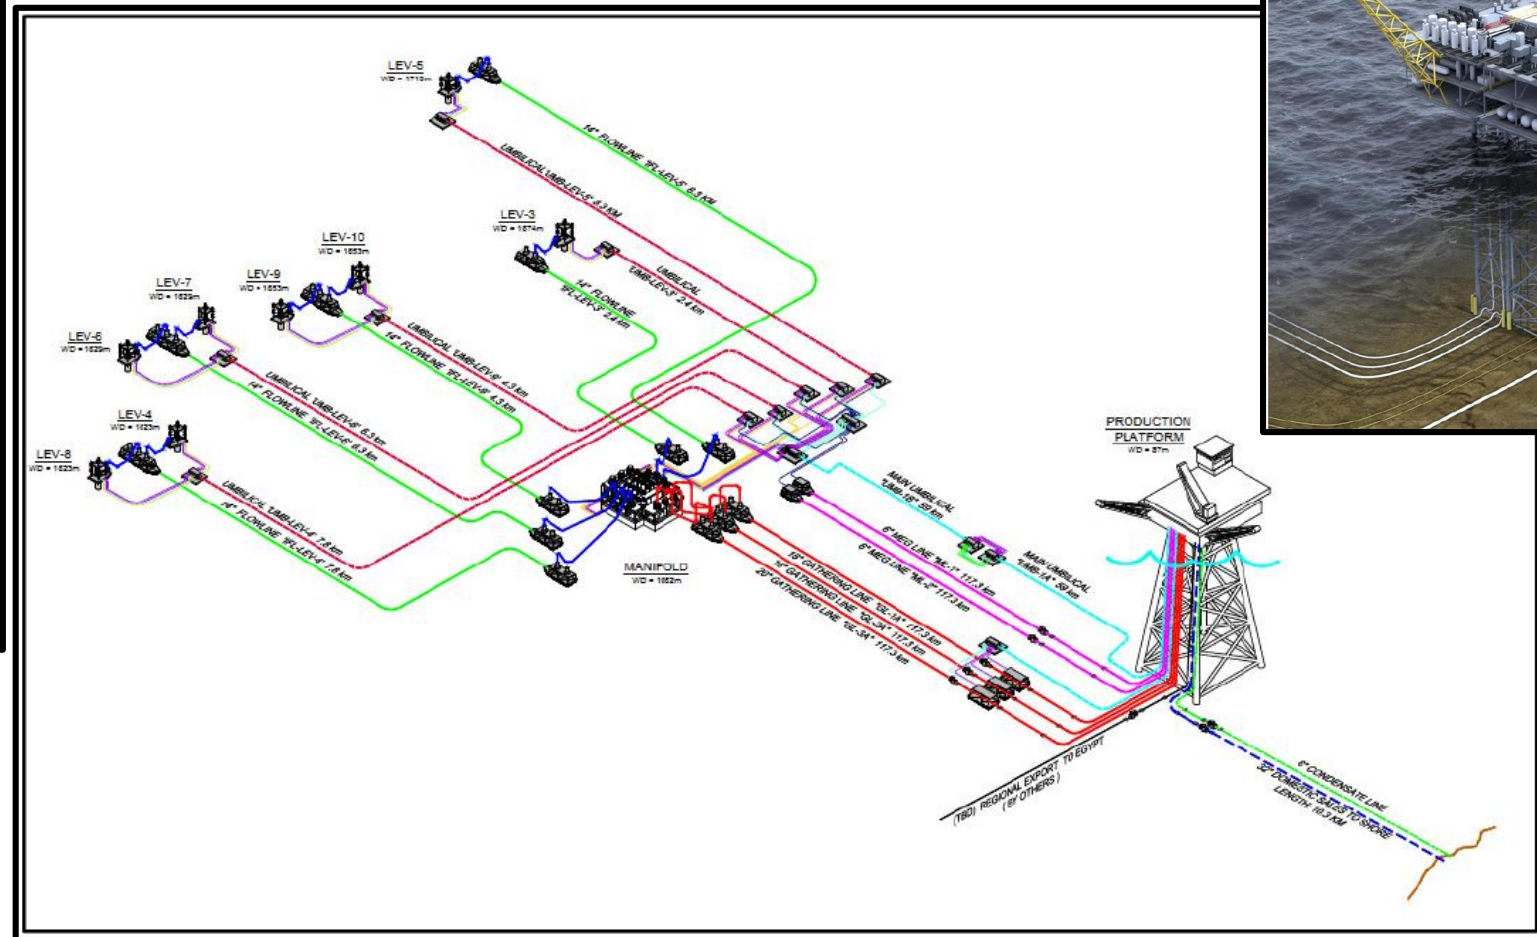 LEV-5
14" FLOWLINE "FL-LEV-5" 6.3 KM
UMBILICAL "UMB-LEV-5" 6.3 KM
LEV-3
WD = 1674m
UMBILICAL
"UMB-LEV-3" 2.4 km
14" FLOWLINE
"FL-LEV-3" 2.4 km
LEV-10
WD = 1653m
LEV-9
WD = 1653m
UMBILICAL "UMB-LEV-9" 4.3 km
14" FLOWLINE "FL-LEV-9" 4.3 km
LEV-7
WD = 1629m
LEV-6
WD = 1629m
UMBILICAL "UMB-LEV-6" 6.3 km
14" FLOWLINE "FL-LEV-6" 6.3 km
LEV-4
WD = 1623m
LEV-8
WD = 1623m
UMBILICAL "UMB-LEV-4" 7.8 km
14" FLOWLINE "FL-LEV-4" 7.8 km
MANIFOLD
WD = 1682m
PRODUCTION
PLATFORM
MAIN UMBILICAL
"UMB-1B" 59 km
MAIN UMBILICAL
"UMB-1A" 59 km
6" MEG LINE "ML-1" 117.3 km
6" MEG LINE "ML-2" 117.3 km
GATHERING LINE "GL-1A" 117.3 km
GATHERING LINE "GL-2A" 117.3 km
20" GATHERING LINE "GL-3A" 117.3 km
(TBD) REGIONAL EXPORT TO EGYPT
(BY OTHERS)
6" CONDENSATE LINE
32" DOMESTIC SALES TO SHORE
LENGTH 10.3 KM